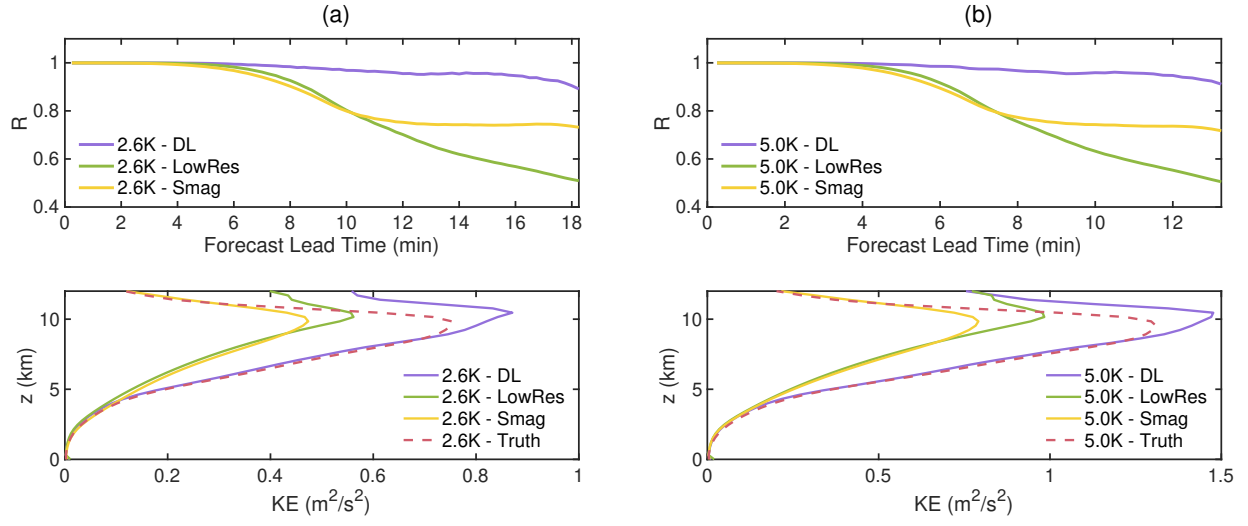 (a)
1
0.8
0.6
0.4
R
2.6K - DL
2.6K - LowRes
2.6K - Smag
0 2 4 6 8 10 12 14 16 18
Forecast Lead Time (min)
10
5
0
z (km)
2.6K - DL
2.6K - LowRes
2.6K - Smag
2.6K - Truth
0 0.2 0.4 0.6 0.8 1
KE (m²/s²)
(b)
1
0.8
0.6
0.4
R
5.0K - DL
5.0K - LowRes
5.0K - Smag
0 2 4 6 8 10 12
Forecast Lead Time (min)
10
5
0
z (km)
5.0K - DL
5.0K - LowRes
5.0K - Smag
5.0K - Truth
0 0.5 1 1.5
KE (m²/s²)